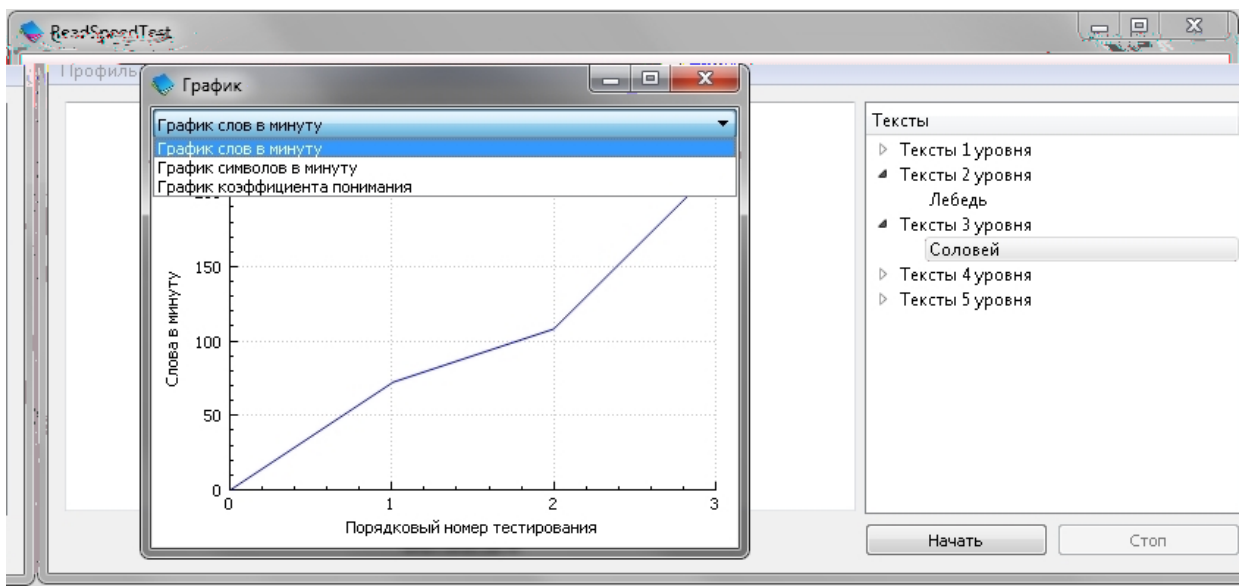 ReadSpeedTest
Профиль
График
График слов в минуту
График слов в минуту
График символов в минуту
График коэффициента понимания
200
150
100
50
0
Слова в минуту
0 1 2 3
Порядковый номер тестирования
Тексты
Тексты 1 уровня
Тексты 2 уровня
Лебедь
Тексты 3 уровня
Соловей
Тексты 4 уровня
Тексты 5 уровня
Начать
Стоп